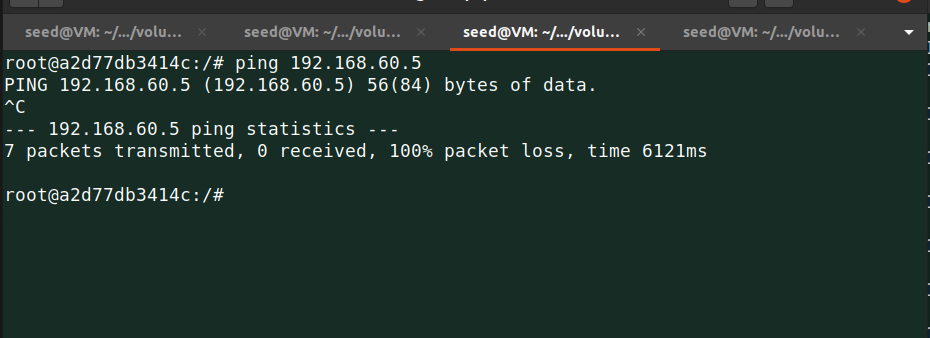 seed@VM: ~/.../volu... × seed@VM: ~/.../volu... × seed@VM: ~/.../volu... × seed@VM: ~/.../volu... ×
root@a2d77db3414c:/# ping 192.168.60.5
PING 192.168.60.5 (192.168.60.5) 56(84) bytes of data.
^C
--- 192.168.60.5 ping statistics ---
7 packets transmitted, 0 received, 100% packet loss, time 6121ms
root@a2d77db3414c:/#